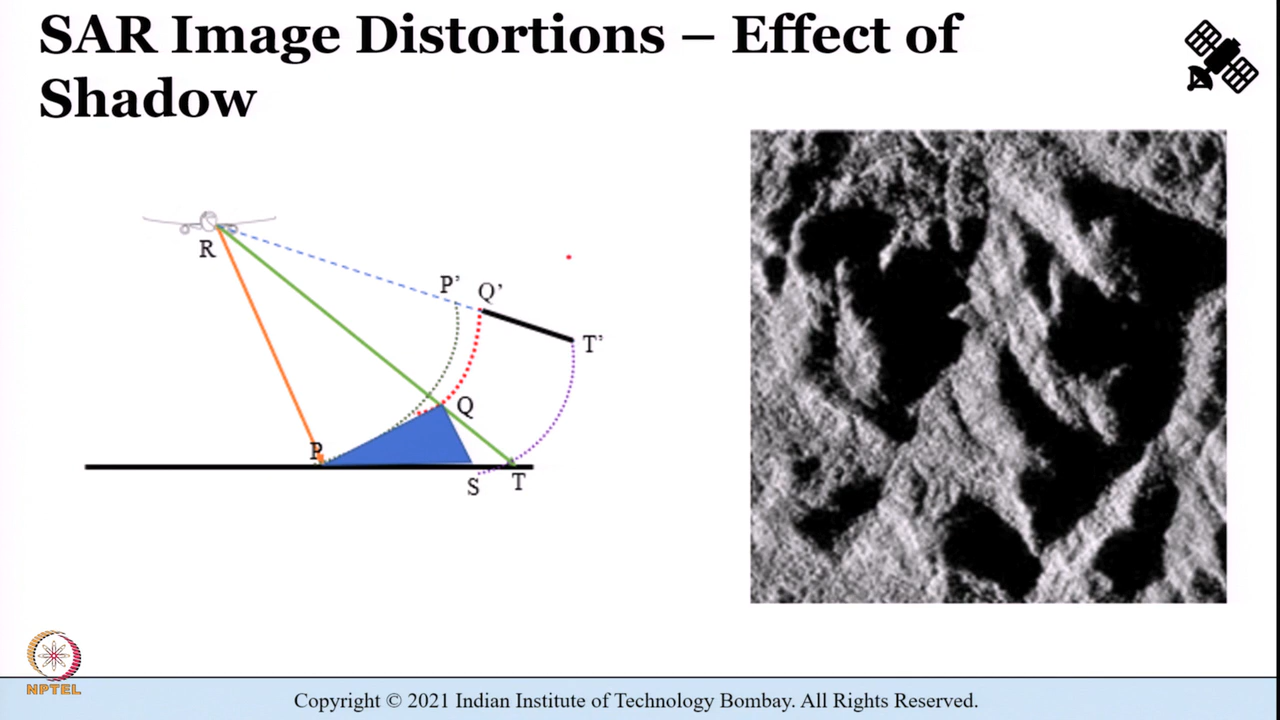 SAR Image Distortions – Effect of
Shadow
R
P’
Q’
T’
Q
P
S
T
NPTEL
Copyright © 2021 Indian Institute of Technology Bombay. All Rights Reserved.